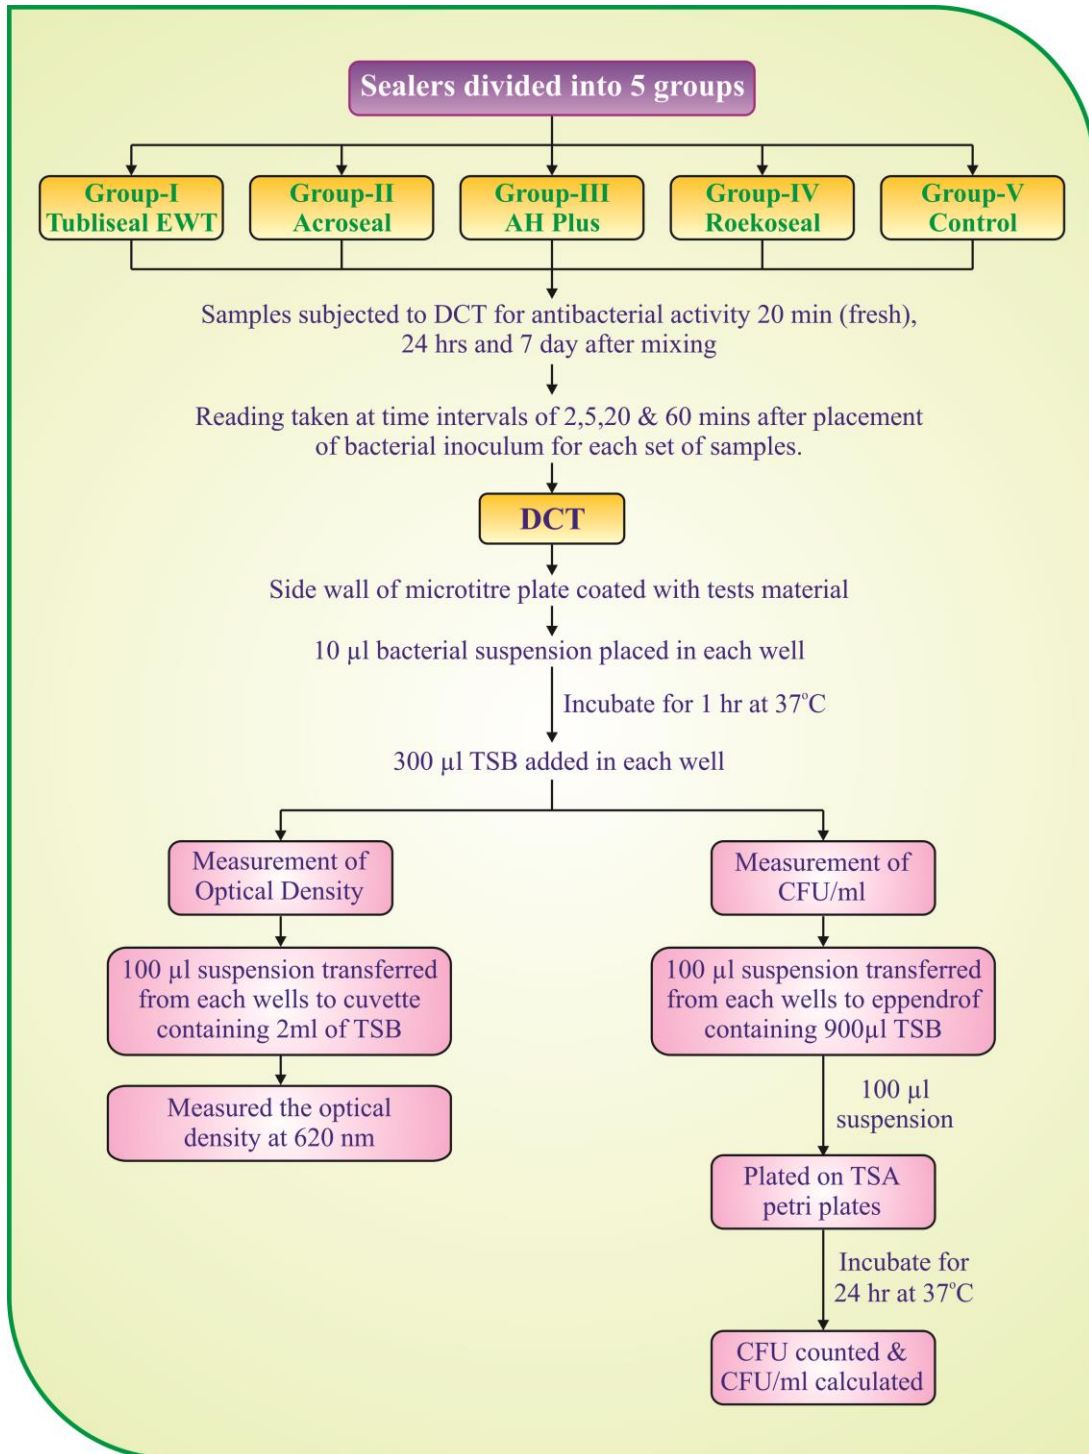 Sealers divided into 5 groups
Group-I
Tubliseal EWT
Group-II
Acroseal
Group-III
AH Plus
Group-IV
Roekoseal
Group-V
Control
Samples subjected to DCT for antibacterial activity 20 min (fresh),
24 hrs and 7 day after mixing
Reading taken at time intervals of 2,5,20 & 60 mins after placement
of bacterial inoculum for each set of samples.
DCT
Side wall of microtitre plate coated with tests material
10 µl bacterial suspension placed in each well
Incubate for 1 hr at 37°C
300 µl TSB added in each well
Measurement of
Optical Density
100 µl suspension transferred
from each wells to cuvette
containing 2ml of TSB
Measured the optical
density at 620 nm
Measurement of
CFU/ml
100 µl suspension transferred
from each wells to eppendrof
containing 900µl TSB
100 µl
suspension
Plated on TSA
petri plates
Incubate for
24 hr at 37°C
CFU counted &
CFU/ml calculated